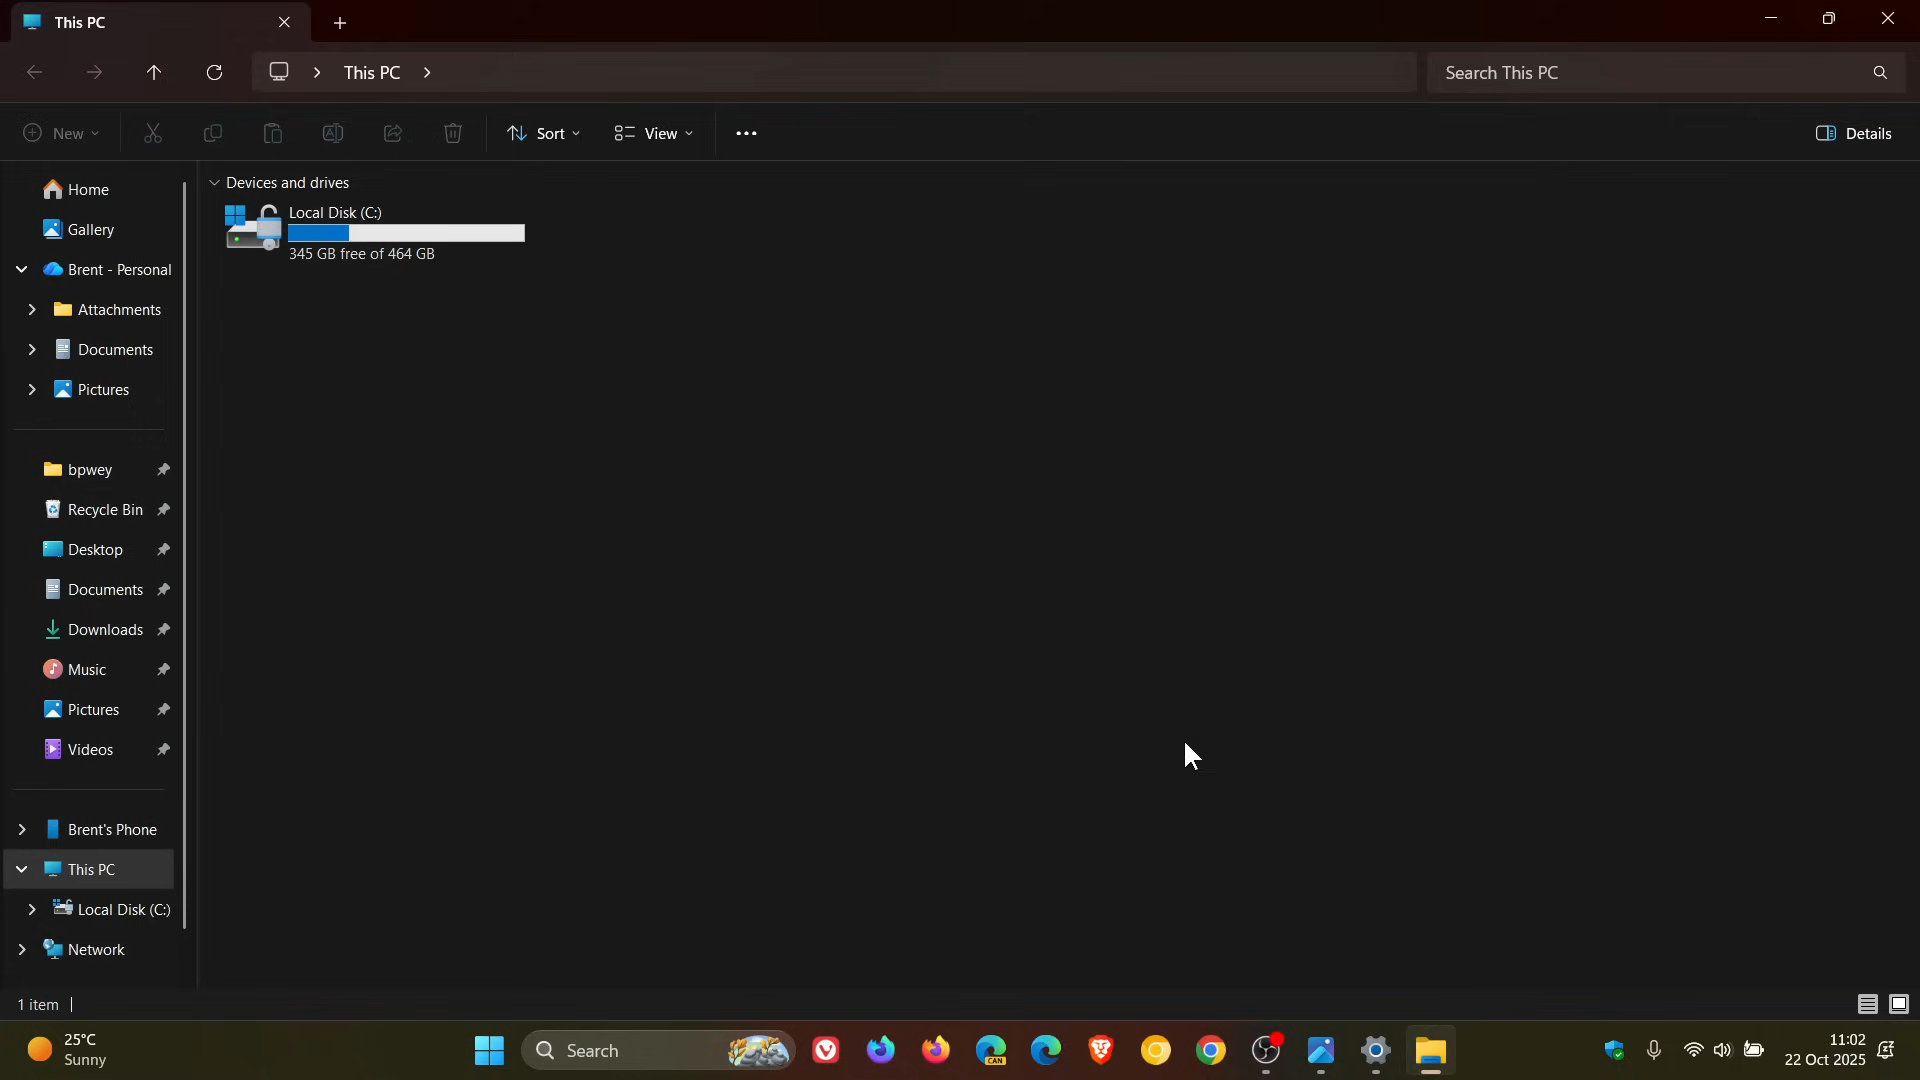 This PC
This PC
Search This PC
New
Sort
View
Details
Home
Gallery
Brent - Personal
Attachments
Documents
Pictures
bpwey
Recycle Bin
Desktop
Documents
Downloads
Music
Pictures
Videos
Brent's Phone
This PC
Local Disk (C:)
Network
Devices and drives
Local Disk (C:)
345 GB free of 464 GB
1 item
25°C
Sunny
Search
CAN
11:02
22 Oct 2025